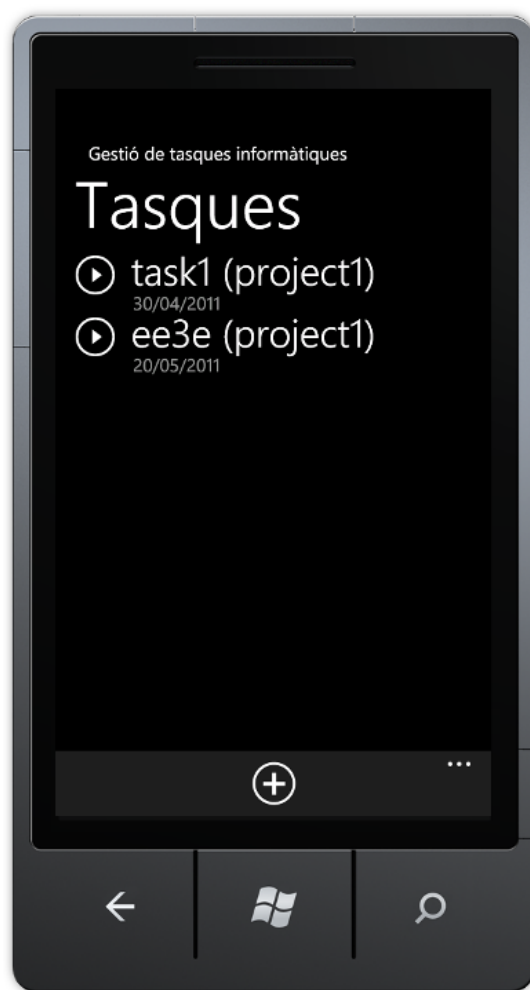 Gestió de tasques informàtiques
Tasques
task1 (project1)
30/04/2011
ee3e (project1)
20/05/2011